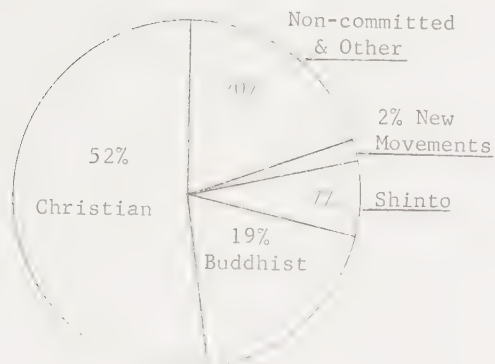 Non-committed
& Other
2% New
Movements
52%
Christian
Shinto
19%
Buddhist